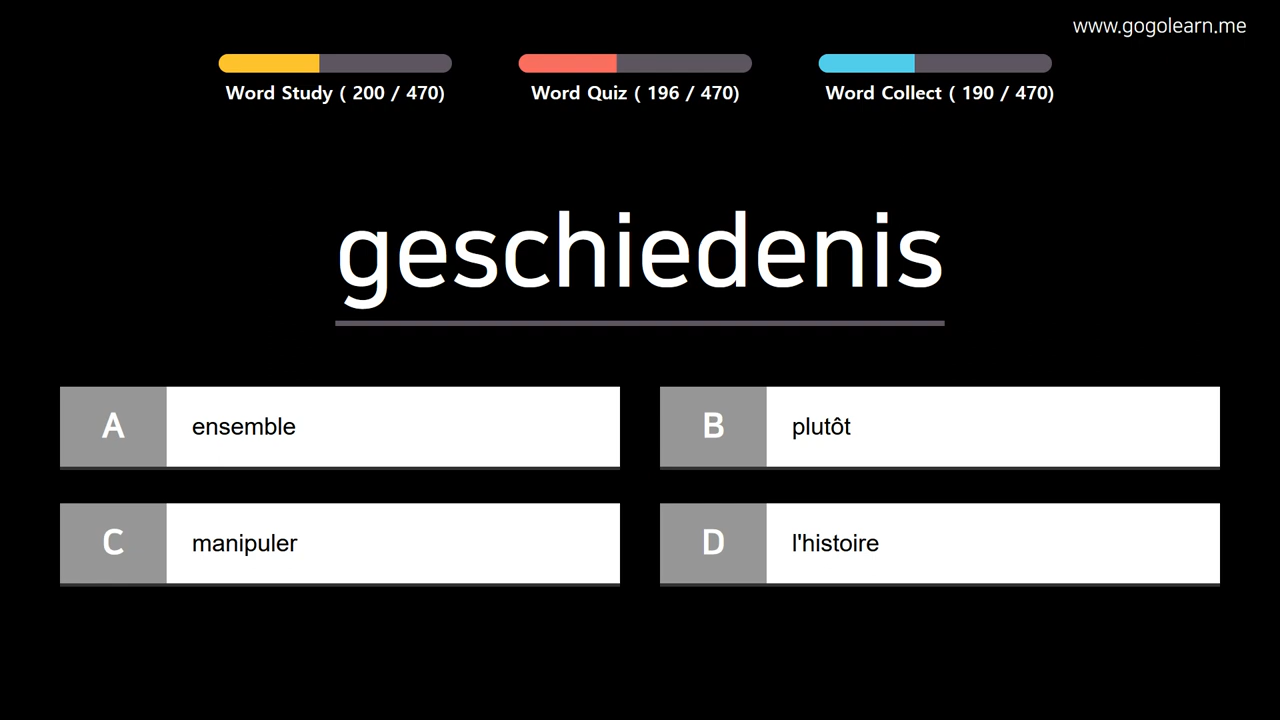 www.gogolearn.me
Word Study ( 200 / 470)
Word Quiz ( 196 / 470)
Word Collect ( 190 / 470)
geschiedenis
A ensemble
B plutôt
C manipuler
D l'histoire